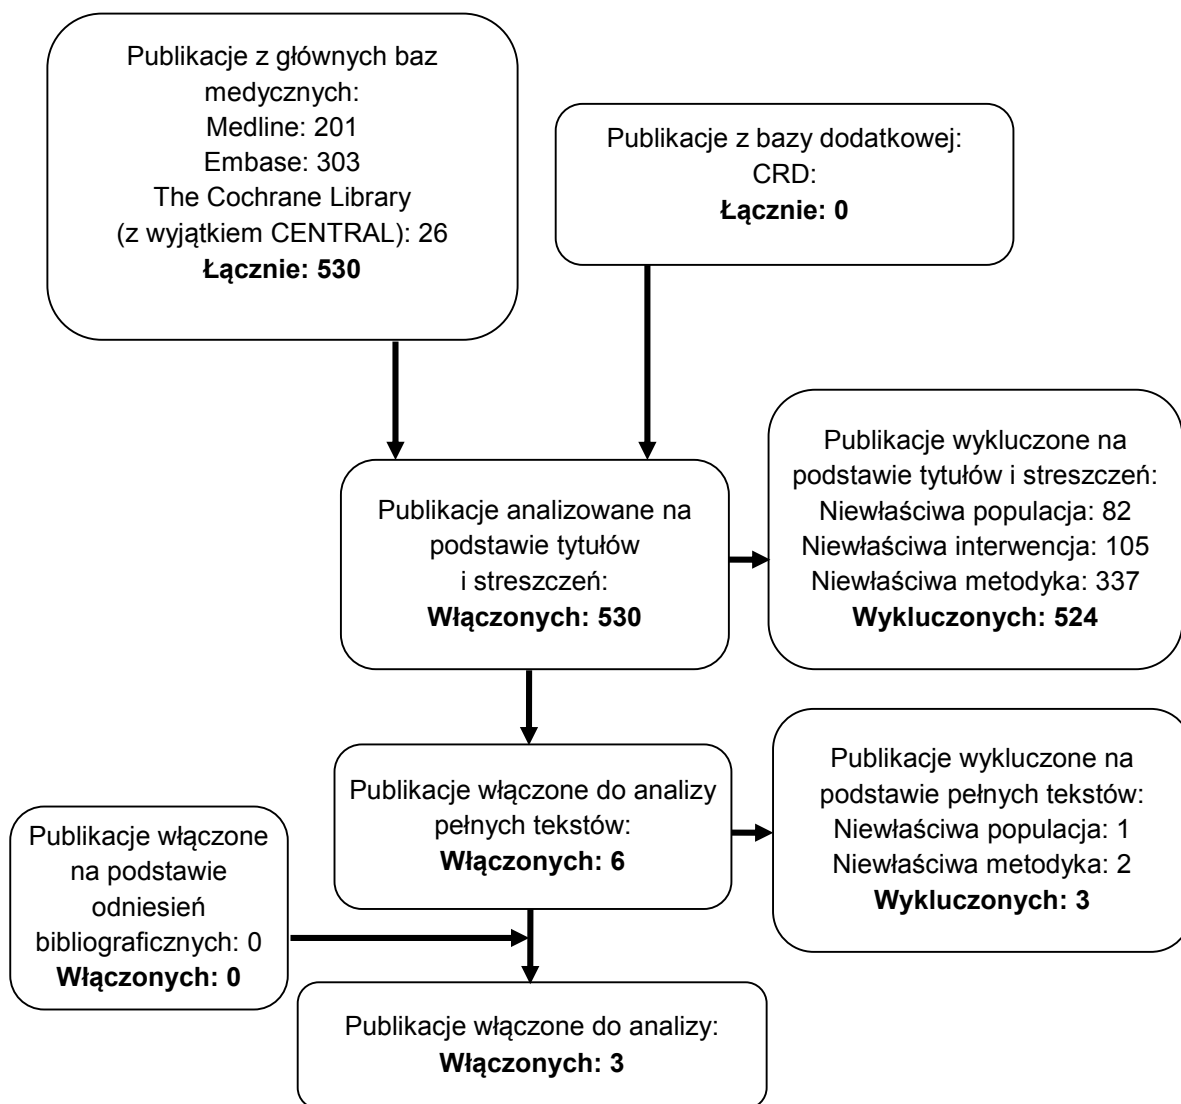 Publikacje z głównych baz
medycznych:
Medline: 201
Embase: 303
The Cochrane Library
(z wyjątkiem CENTRAL): 26
Łącznie: 530
Publikacje z bazy dodatkowej:
CRD:
Łącznie: 0
Publikacje analizowane na
podstawie tytułów
i streszczeń:
Włączonych: 530
Publikacje wykluczone na
podstawie tytułów i streszczeń:
Niewłaściwa populacja: 82
Niewłaściwa interwencja: 105
Niewłaściwa metodyka: 337
Wykluczonych: 524
Publikacje włączone do analizy
pełnych tekstów:
Włączonych: 6
Publikacje wykluczone na
podstawie pełnych tekstów:
Niewłaściwa populacja: 1
Niewłaściwa metodyka: 2
Wykluczonych: 3
Publikacje włączone
na podstawie
odniesień
bibliograficznych: 0
Włączonych: 0
Publikacje włączone do analizy:
Włączonych: 3